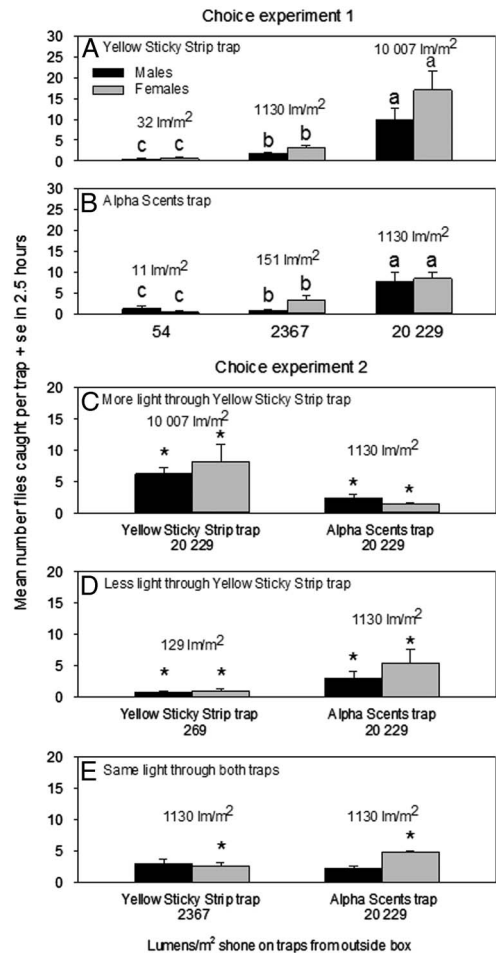 Choice experiment 1
A Yellow Sticky Strip trap
Males
Females
32 lm/m²
1130 lm/m²
10 007 lm/m²
c c b b a a
30
25
20
15
10
5
0
B Alpha Scents trap
11 lm/m²
151 lm/m²
1130 lm/m²
c c b b a a
30
25
20
15
10
5
0
54 2367 20 229
Mean number flies caught per trap + se in 2.5 hours
Choice experiment 2
C More light through Yellow Sticky Strip trap
10 007 lm/m²
1130 lm/m²
* * * *
20
15
10
5
0
Yellow Sticky Strip trap Alpha Scents trap
20 229 20 229
D Less light through Yellow Sticky Strip trap
129 lm/m²
1130 lm/m²
* * * *
20
15
10
5
0
Yellow Sticky Strip trap Alpha Scents trap
269 20 229
E Same light through both traps
1130 lm/m²
1130 lm/m²
* *
20
15
10
5
0
Yellow Sticky Strip trap Alpha Scents trap
2367 20 229
Lumens/m² shone on traps from outside box